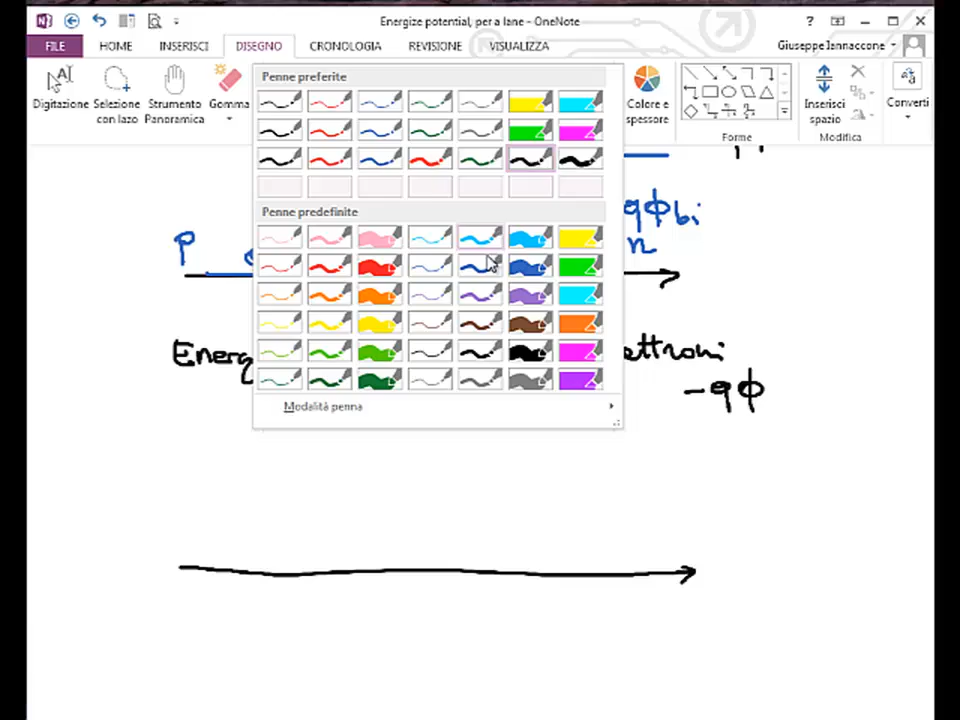 Energize potential, per a lane - OneNote
FILE HOME INSERISCI DISEGNO CRONOLOGIA REVISIONE VISUALIZZA Giuseppe Iannaccone
Digitazione Selezione con lazo Strumento Panoramica Gomma
Penne preferite
Penne predefinite
Modalità penna
Colore e spessore
Forme
Inserisci spazio
Modifica
Converti
qϕbi
P n
Energ ettroni
-qϕ